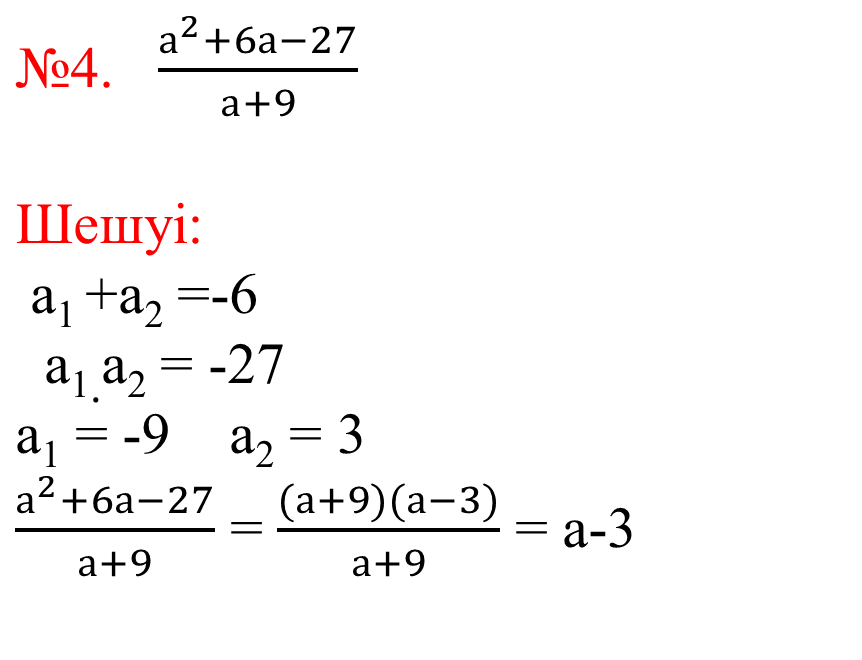 №4. a²+6a−27 / a+9
Шешуі:
a₁ +a₂ =-6
a₁.a₂ = -27
a₁ = -9 a₂ = 3
a²+6a−27 / a+9 = (a+9)(a−3) / a+9 = a-3